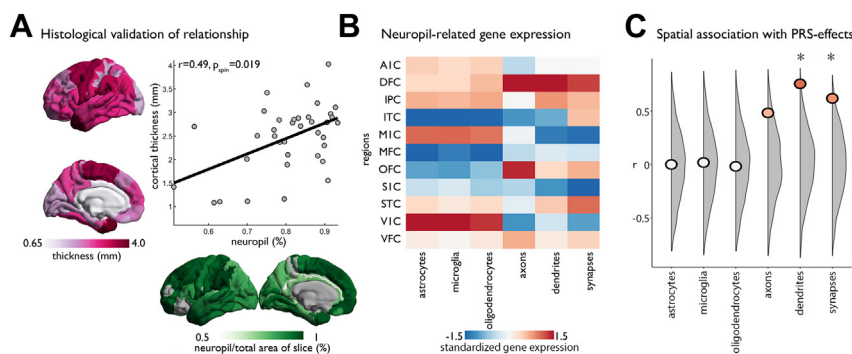 A Histological validation of relationship
r=0.49, pspin=0.019
cortical thickness (mm)
4
3.5
3
2.5
2
1.5
1
0.6
0.7
0.8
0.9
neuropil (%)
0.65
4.0
thickness (mm)
0.5
1
neuropil/total area of slice (%)
B Neuropil-related gene expression
regions
A1C
DFC
IPC
ITC
M1C
MFC
OFC
S1C
STC
V1C
VFC
astrocytes
microglia
oligodendrocytes
axons
dendrites
synapses
-1.5
1.5
standardized gene expression
C Spatial association with PRS-effects
* *
r
0.5
0
-0.5
astrocytes
microglia
oligodendrocytes
axons
dendrites
synapses